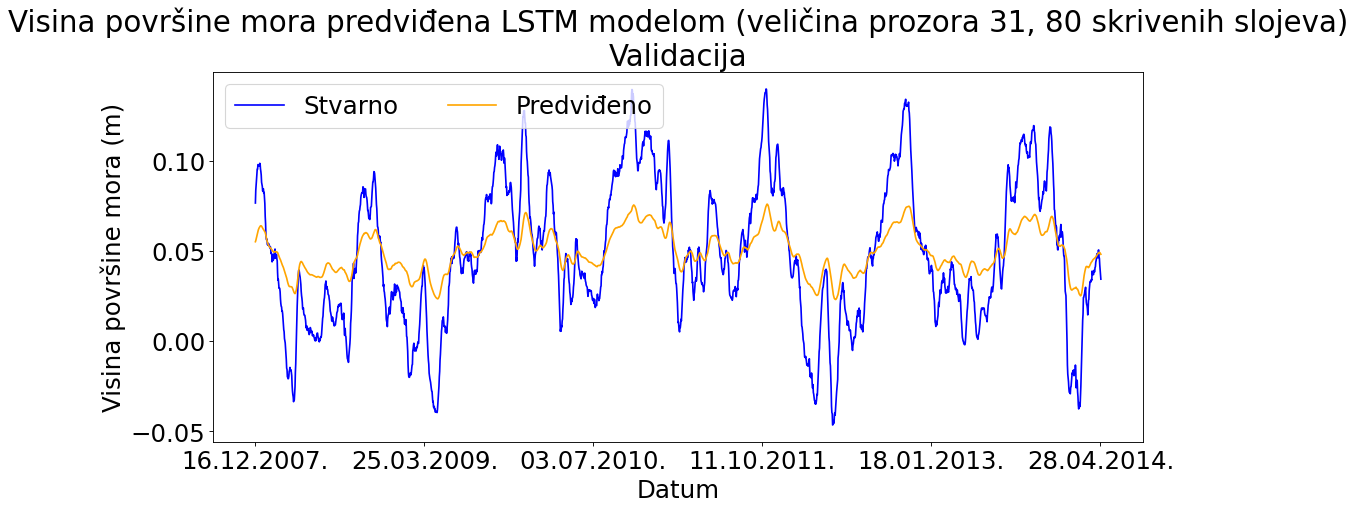 Visina površine mora predviđena LSTM modelom (veličina prozora 31, 80 skrivenih slojeva)
Validacija
Stvarno Predviđeno
Visina površine mora (m)
0.10
0.05
0.00
−0.05
16.12.2007. 25.03.2009. 03.07.2010. 11.10.2011. 18.01.2013. 28.04.2014.
Datum